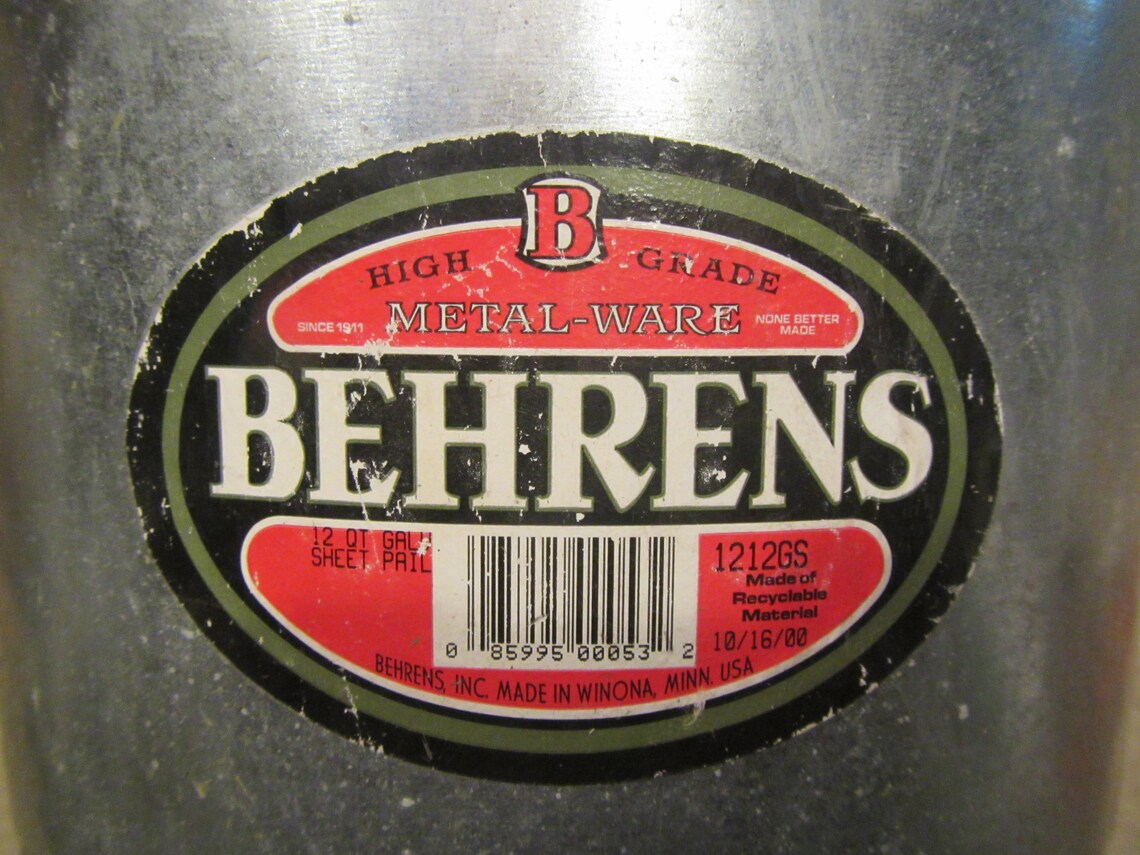 B
HIGH GRADE
METAL-WARE
SINCE 1911
NONE BETTER
MADE
BEHRENS
12 QT GALV
SHEET PAIL
1212GS
Made of
Recyclable
Material
10/16/00
0 85995 00053 2
BEHRENS, INC. MADE IN WINONA, MINN. USA